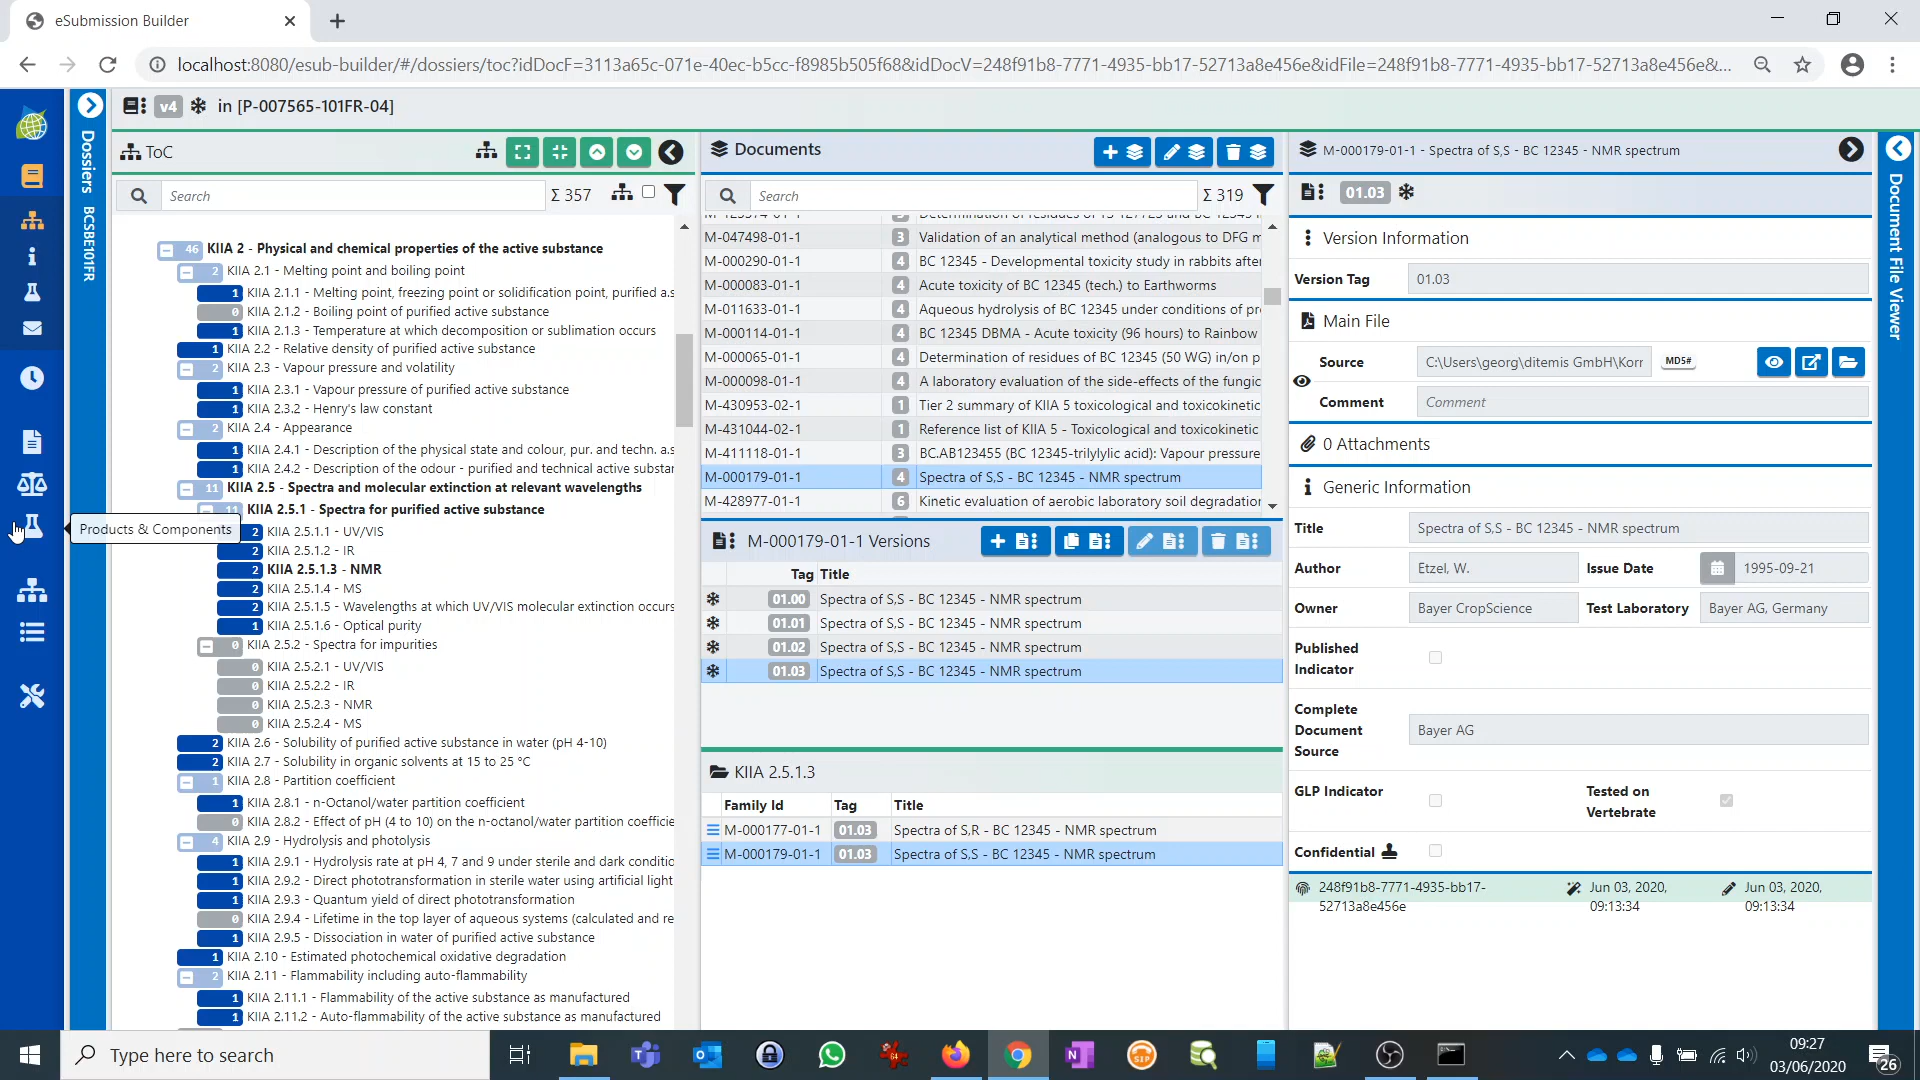 eSubmission Builder
localhost:8080/esub-builder/#/dossiers/toc?idDocF=3113a65c-071e-40ec-b5cc-f8985b505f68&idDocV=248f91b8-7771-4935-bb17-52713a8e456e&idFile=248f91b8-7771-4935-bb17-52713a8e456e&...
v4 in [P-007565-101FR-04]
Dossiers BCSBE101FR
ToC
Search
Σ 357
46 KIIA 2 - Physical and chemical properties of the active substance
2 KIIA 2.1 - Melting point and boiling point
1 KIIA 2.1.1 - Melting point, freezing point or solidification point, purified a.s
0 KIIA 2.1.2 - Boiling point of purified active substance
1 KIIA 2.1.3 - Temperature at which decomposition or sublimation occurs
1 KIIA 2.2 - Relative density of purified active substance
2 KIIA 2.3 - Vapour pressure and volatility
1 KIIA 2.3.1 - Vapour pressure of purified active substance
1 KIIA 2.3.2 - Henry's law constant
2 KIIA 2.4 - Appearance
1 KIIA 2.4.1 - Description of the physical state and colour, pur. and techn. a.s
1 KIIA 2.4.2 - Description of the odour - purified and technical active substar
11 KIIA 2.5 - Spectra and molecular extinction at relevant wavelengths
11 KIIA 2.5.1 - Spectra for purified active substance
Products & Components
2 KIIA 2.5.1.1 - UV/VIS
2 KIIA 2.5.1.2 - IR
2 KIIA 2.5.1.3 - NMR
2 KIIA 2.5.1.4 - MS
2 KIIA 2.5.1.5 - Wavelengths at which UV/VIS molecular extinction occurs
1 KIIA 2.5.1.6 - Optical purity
0 KIIA 2.5.2 - Spectra for impurities
0 KIIA 2.5.2.1 - UV/VIS
0 KIIA 2.5.2.2 - IR
0 KIIA 2.5.2.3 - NMR
0 KIIA 2.5.2.4 - MS
2 KIIA 2.6 - Solubility of purified active substance in water (pH 4-10)
2 KIIA 2.7 - Solubility in organic solvents at 15 to 25 °C
1 KIIA 2.8 - Partition coefficient
1 KIIA 2.8.1 - n-Octanol/water partition coefficient
0 KIIA 2.8.2 - Effect of pH (4 to 10) on the n-octanol/water partition coefficie
4 KIIA 2.9 - Hydrolysis and photolysis
1 KIIA 2.9.1 - Hydrolysis rate at pH 4, 7 and 9 under sterile and dark conditic
1 KIIA 2.9.2 - Direct phototransformation in sterile water using artificial light
1 KIIA 2.9.3 - Quantum yield of direct phototransformation
0 KIIA 2.9.4 - Lifetime in the top layer of aqueous systems (calculated and re
1 KIIA 2.9.5 - Dissociation in water of purified active substance
1 KIIA 2.10 - Estimated photochemical oxidative degradation
2 KIIA 2.11 - Flammability including auto-flammability
1 KIIA 2.11.1 - Flammability of the active substance as manufactured
1 KIIA 2.11.2 - Auto-flammability of the active substance as manufactured
Documents
Search
Σ 319
M-047498-01-1 3 Validation of an analytical method (analogous to DFG m
M-000290-01-1 4 BC 12345 - Developmental toxicity study in rabbits after
M-000083-01-1 4 Acute toxicity of BC 12345 (tech.) to Earthworms
M-011633-01-1 4 Aqueous hydrolysis of BC 12345 under conditions of pr
M-000114-01-1 4 BC 12345 DBMA - Acute toxicity (96 hours) to Rainbow
M-000065-01-1 4 Determination of residues of BC 12345 (50 WG) in/on p
M-000098-01-1 4 A laboratory evaluation of the side-effects of the fungic
M-430953-02-1 1 Tier 2 summary of KIIA 5 toxicological and toxicokinetic
M-431044-02-1 1 Reference list of KIIA 5 - Toxicological and toxicokinetic
M-411118-01-1 3 BC.AB123455 (BC 12345-trilylylic acid): Vapour pressure
M-000179-01-1 4 Spectra of S,S - BC 12345 - NMR spectrum
M-428977-01-1 6 Kinetic evaluation of aerobic laboratory soil degradation
M-000179-01-1 Versions
Tag Title
01.00 Spectra of S,S - BC 12345 - NMR spectrum
01.01 Spectra of S,S - BC 12345 - NMR spectrum
01.02 Spectra of S,S - BC 12345 - NMR spectrum
01.03 Spectra of S,S - BC 12345 - NMR spectrum
KIIA 2.5.1.3
Family Id Tag Title
M-000177-01-1 01.03 Spectra of S,R - BC 12345 - NMR spectrum
M-000179-01-1 01.03 Spectra of S,S - BC 12345 - NMR spectrum
M-000179-01-1 - Spectra of S,S - BC 12345 - NMR spectrum
01.03
Version Information
Version Tag 01.03
Main File
Source C:\Users\georg\ditemis GmbH\Korr MD5#
Comment Comment
0 Attachments
Generic Information
Title Spectra of S,S - BC 12345 - NMR spectrum
Author Etzel, W. Issue Date 1995-09-21
Owner Bayer CropScience Test Laboratory Bayer AG, Germany
Published
Indicator
Complete
Document
Source
Bayer AG
GLP Indicator
Tested on
Vertebrate
Confidential
248f91b8-7771-4935-bb17-
52713a8e456e
Jun 03, 2020,
09:13:34
Jun 03, 2020,
09:13:34
Document File Viewer
Type here to search
64
SIP
09:27
03/06/2020
26